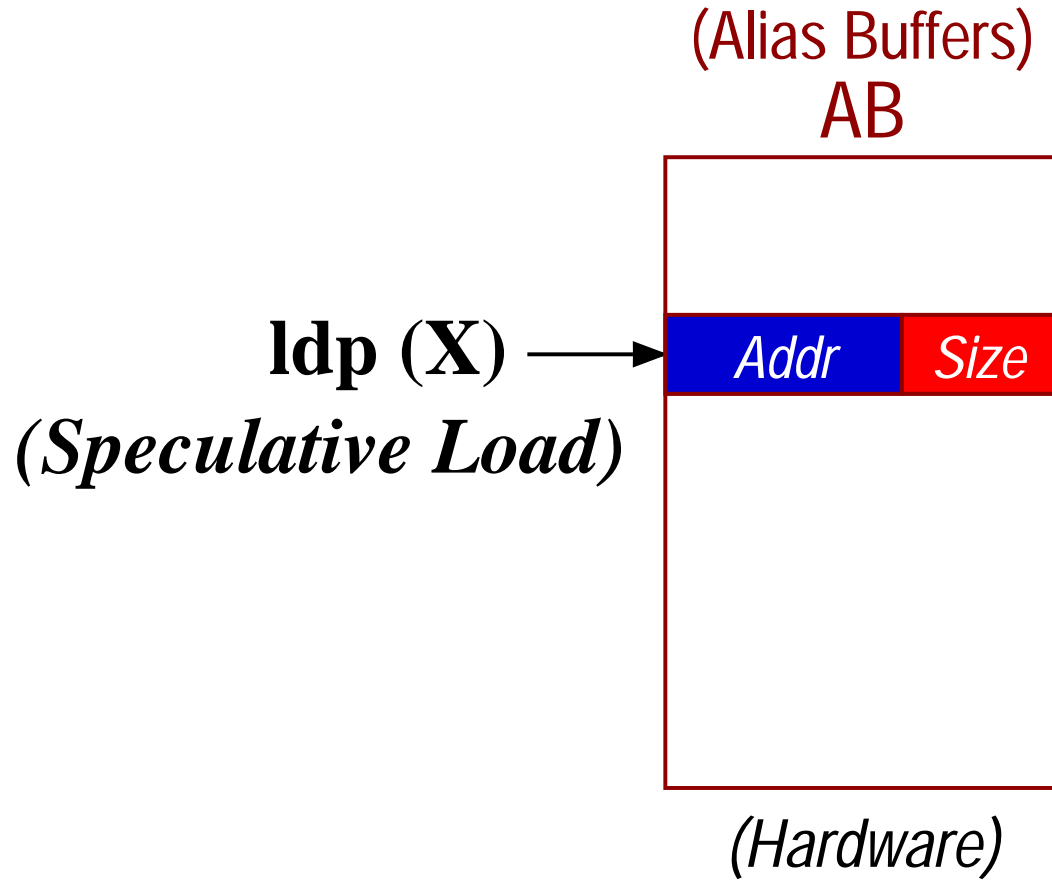 (Alias Buffers)
AB
ldp (X)
Addr
Size
(Speculative Load)
(Hardware)